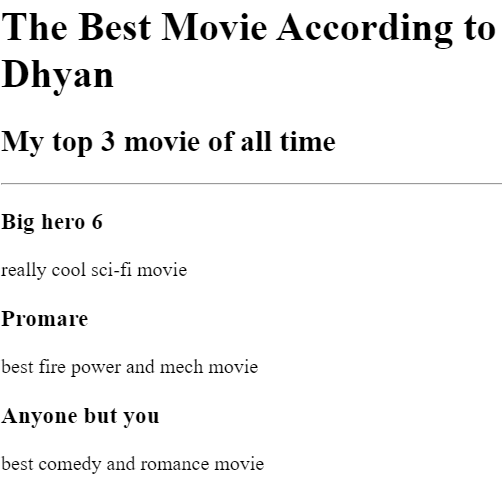 The Best Movie According to
Dhyan
My top 3 movie of all time
Big hero 6
really cool sci-fi movie
Promare
best fire power and mech movie
Anyone but you
best comedy and romance movie